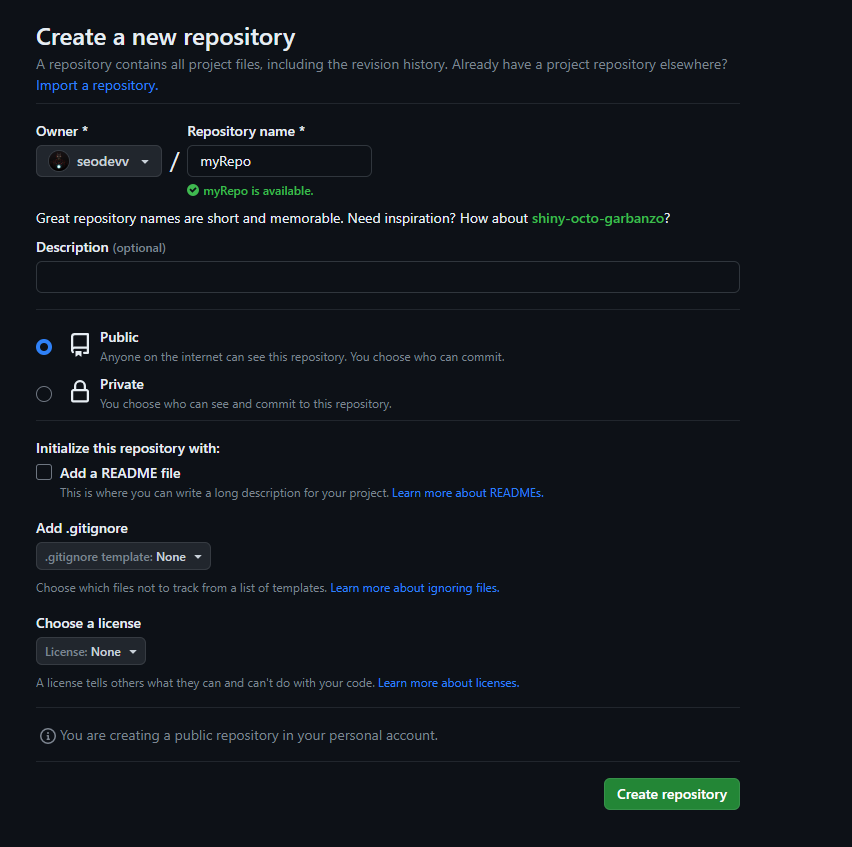 Create a new repository
A repository contains all project files, including the revision history. Already have a project repository elsewhere?
Import a repository.
Owner * Repository name *
seodevv / myRepo
myRepo is available.
Great repository names are short and memorable. Need inspiration? How about shiny-octo-garbanzo?
Description (optional)
Public
Anyone on the internet can see this repository. You choose who can commit.
Private
You choose who can see and commit to this repository.
Initialize this repository with:
Add a README file
This is where you can write a long description for your project. Learn more about READMEs.
Add .gitignore
.gitignore template: None
Choose which files not to track from a list of templates. Learn more about ignoring files.
Choose a license
License: None
A license tells others what they can and can't do with your code. Learn more about licenses.
You are creating a public repository in your personal account.
Create repository